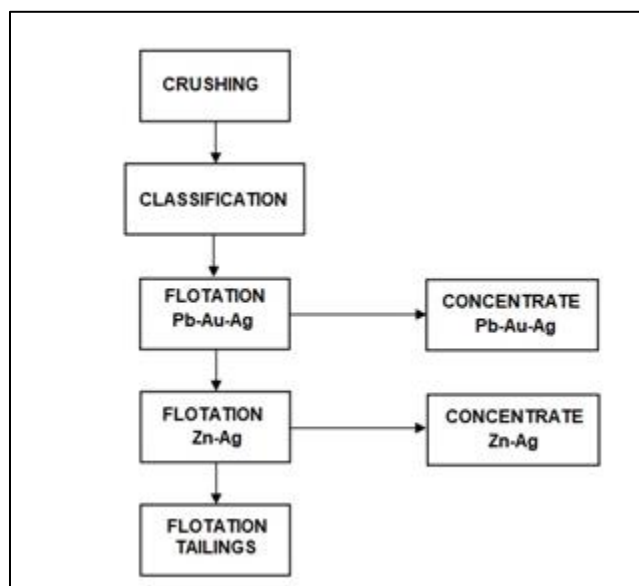 CRUSHING
CLASSIFICATION
FLOTATION
Pb-Au-Ag
CONCENTRATE
Pb-Au-Ag
FLOTATION
Zn-Ag
CONCENTRATE
Zn-Ag
FLOTATION
TAILINGS